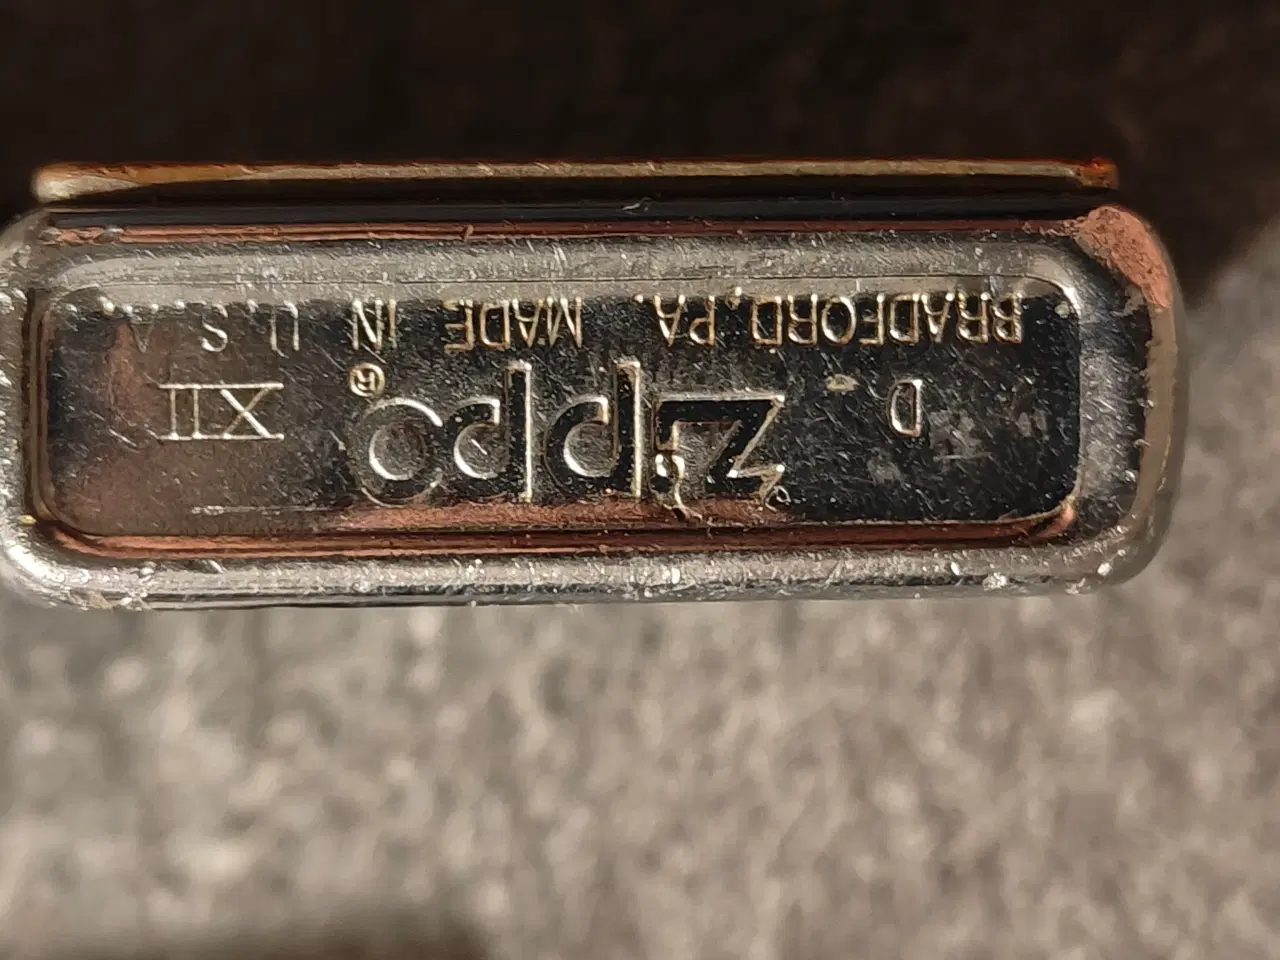 D zippo® XII
BRADFORD, PA. MADE IN U.S.A.